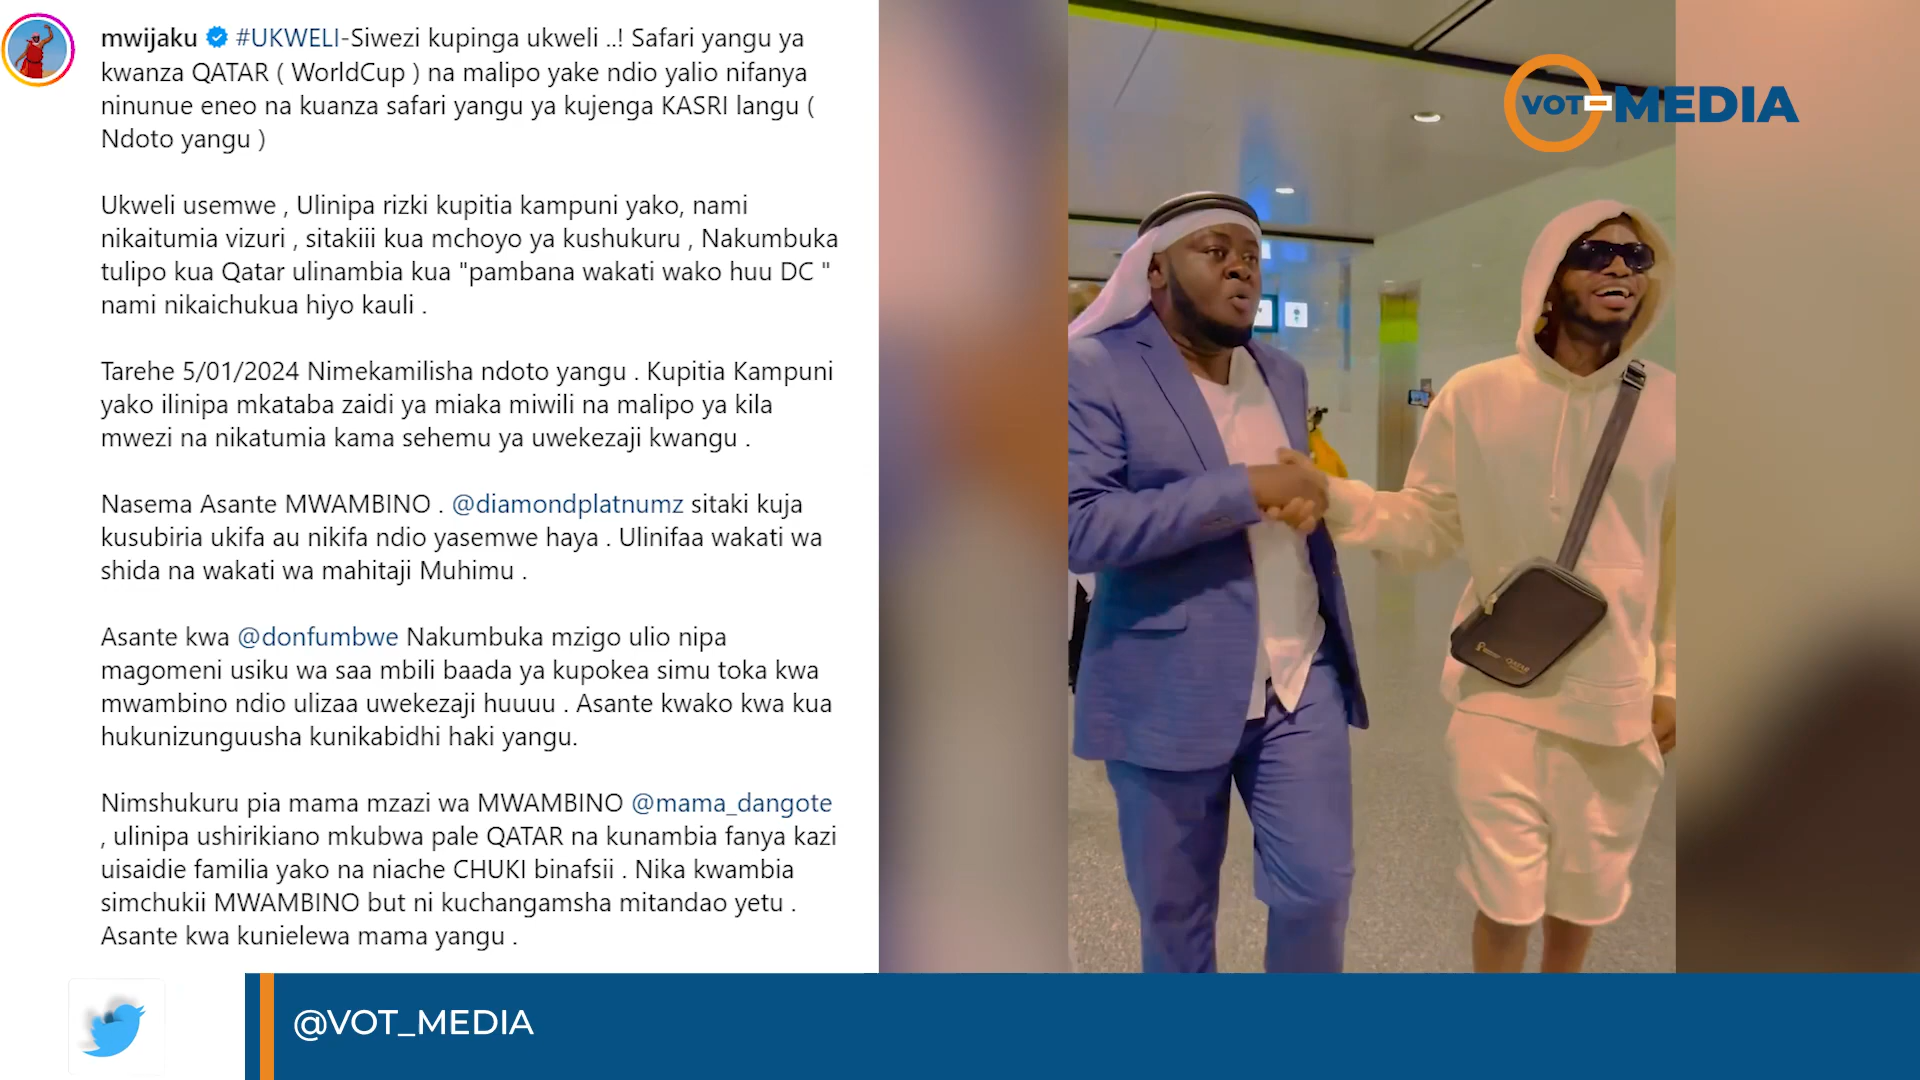 mwijaku #UKWELI-Siwezi kupinga ukweli ..! Safari yangu ya
kwanza QATAR ( WorldCup ) na malipo yake ndio yalio nifanya
ninunue eneo na kuanza safari yangu ya kujenga KASRI langu (
Ndoto yangu )
Ukweli usemwe , Ulinipa rizki kupitia kampuni yako, nami
nikaitumia vizuri , sitakiii kua mchoyo ya kushukuru , Nakumbuka
tulipo kua Qatar ulinambia kua "pambana wakati wako huu DC "
nami nikaichukua hiyo kauli .
Tarehe 5/01/2024 Nimekamilisha ndoto yangu . Kupitia Kampuni
yako ilinipa mkataba zaidi ya miaka miwili na malipo ya kila
mwezi na nikatumia kama sehemu ya uwekezaji kwangu .
Nasema Asante MWAMBINO . @diamondplatnumz sitaki kuja
kusubiria ukifa au nikifa ndio yasemwe haya . Ulinifaa wakati wa
shida na wakati wa mahitaji Muhimu .
Asante kwa @donfumbwe Nakumbuka mzigo ulio nipa
magomeni usiku wa saa mbili baada ya kupokea simu toka kwa
mwambino ndio ulizaa uwekezaji huuuu . Asante kwako kwa kua
hukunizunguusha kunikabidhi haki yangu.
Nimshukuru pia mama mzazi wa MWAMBINO @mama_dangote
, ulinipa ushirikiano mkubwa pale QATAR na kunambia fanya kazi
uisaidie familia yako na niache CHUKI binafsii . Nika kwambia
simchukii MWAMBINO but ni kuchangamsha mitandao yetu .
Asante kwa kunielewa mama yangu .
VOT MEDIA
QATAR
@VOT_MEDIA